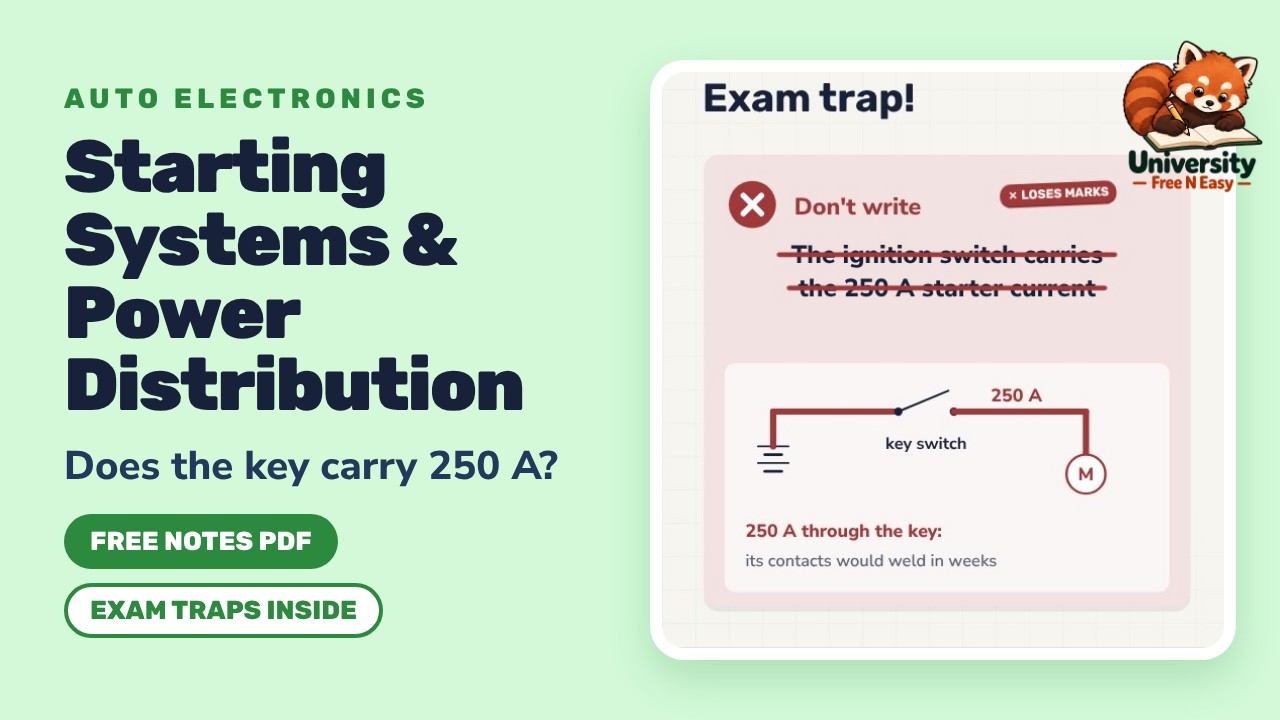 AUTO ELECTRONICS
Starting
Systems &
Power
Distribution
Does the key carry 250 A?
FREE NOTES PDF
EXAM TRAPS INSIDE
Exam trap!
Don't write
× LOSES MARKS
The ignition switch carries
the 250 A starter current
250 A
key switch
M
250 A through the key:
its contacts would weld in weeks
University
Free N Easy